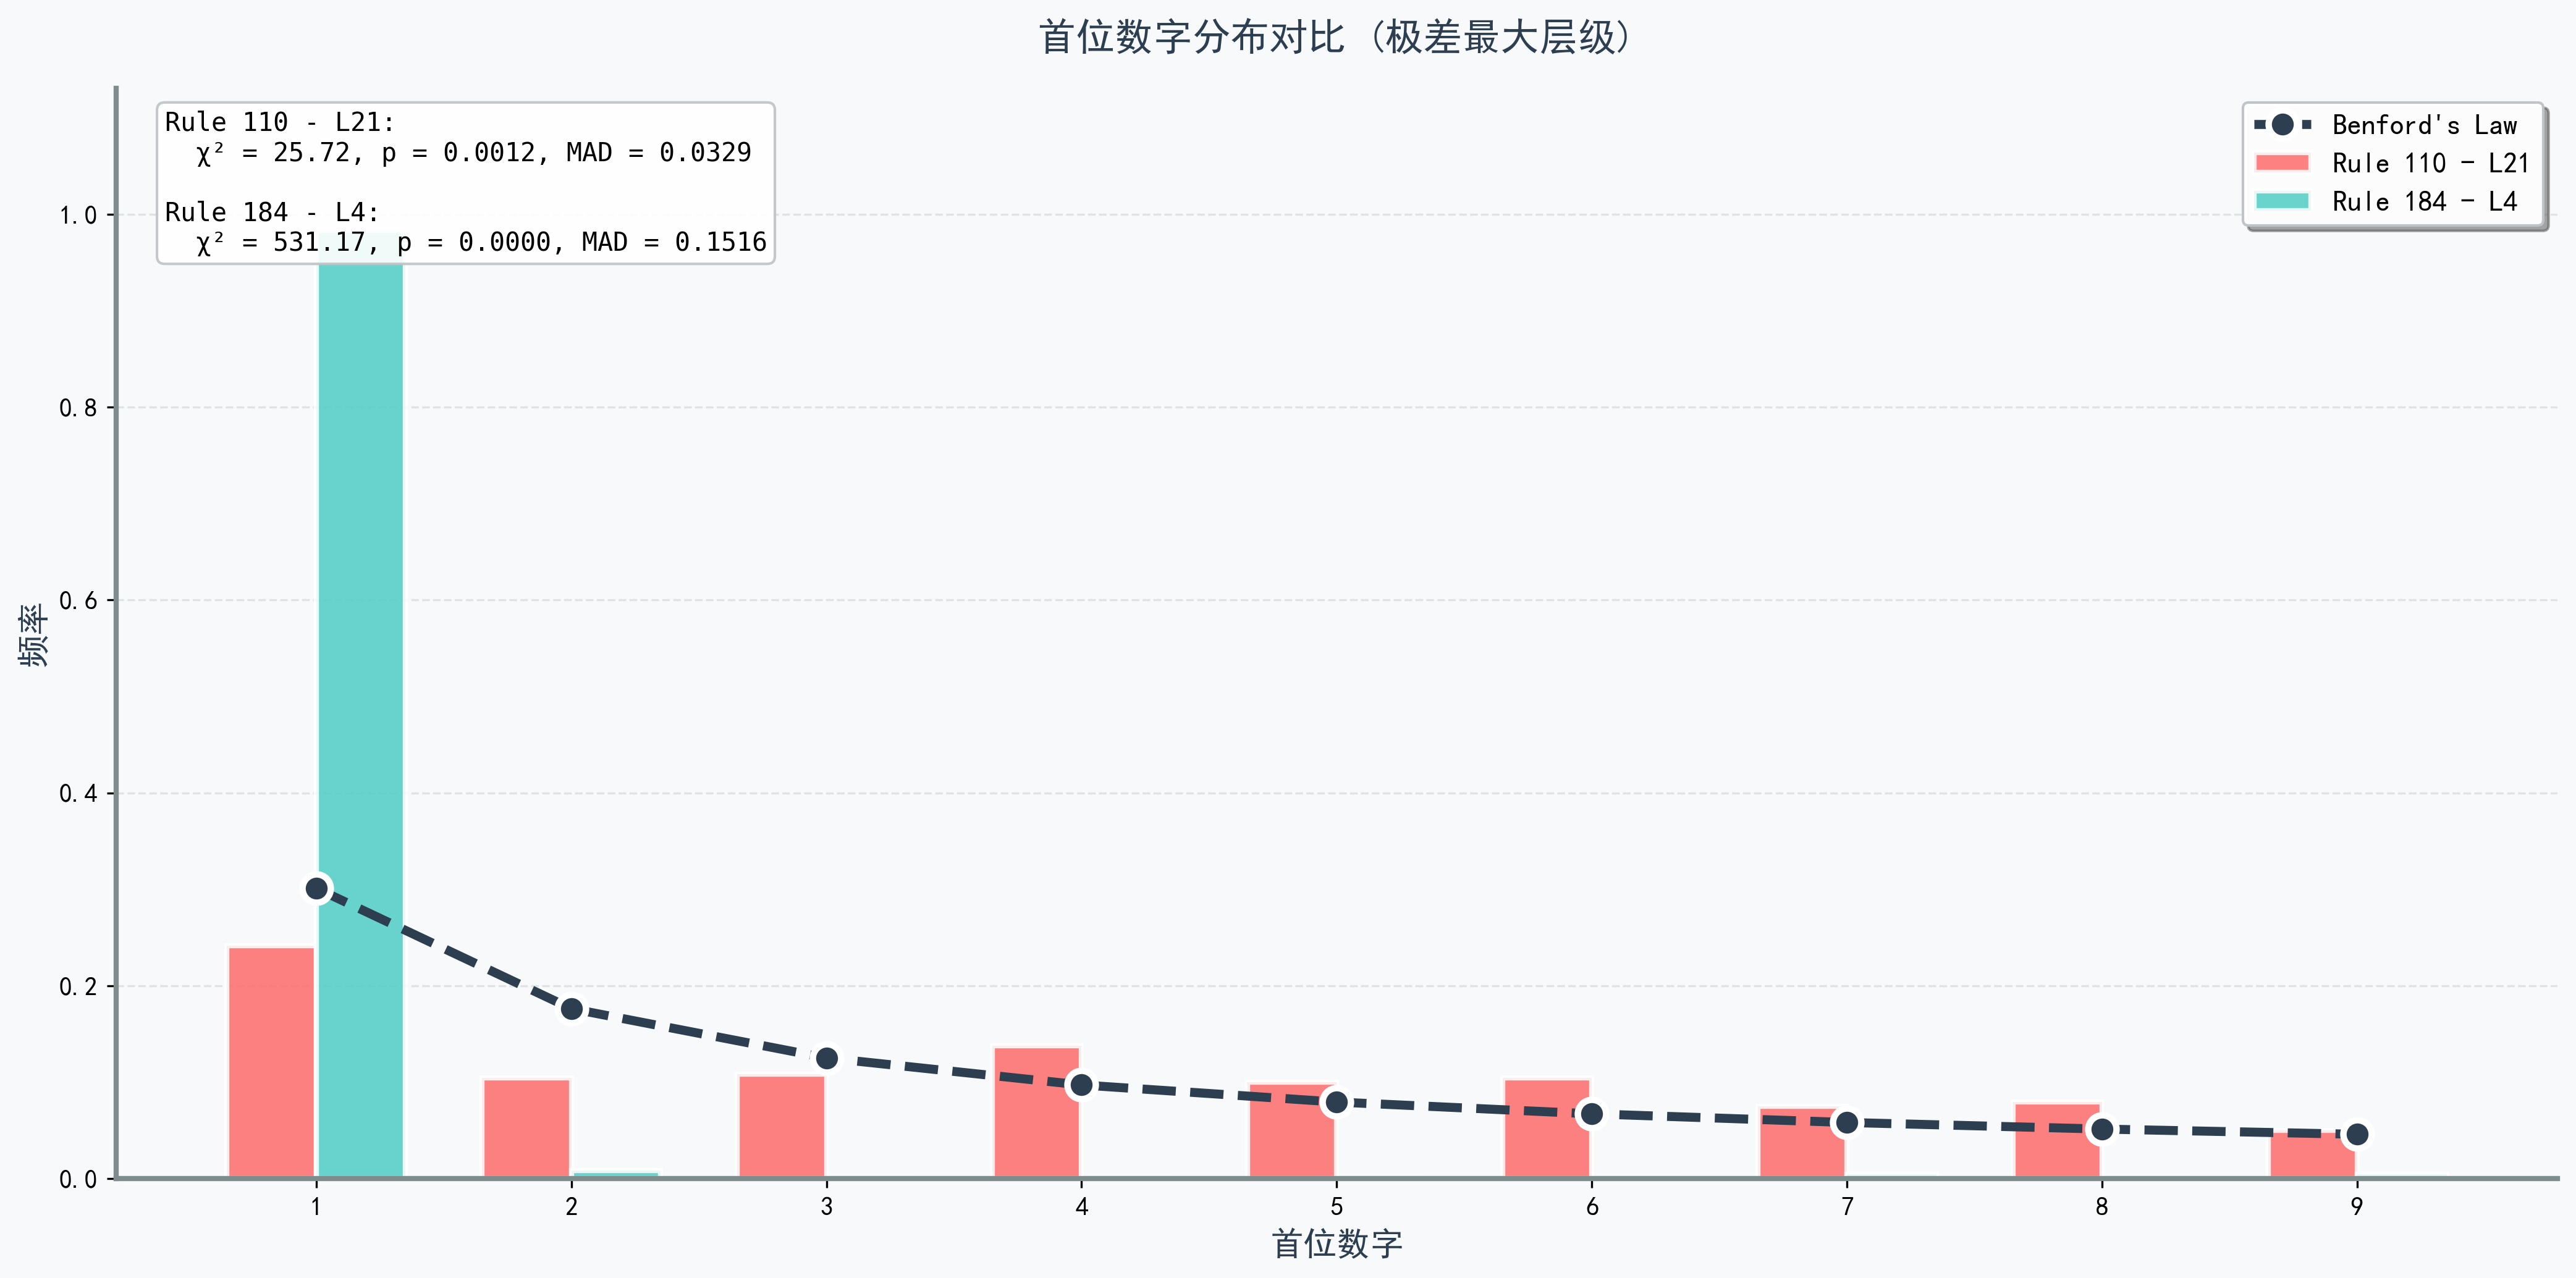 首位数字分布对比 (极差最大层级)
Rule 110 - L21:
χ² = 25.72, p = 0.0012, MAD = 0.0329
Rule 184 - L4:
χ² = 531.17, p = 0.0000, MAD = 0.1516
Benford's Law
Rule 110 - L21
Rule 184 - L4
频率
1.0
0.8
0.6
0.4
0.2
0.0
1 2 3 4 5 6 7 8 9
首位数字